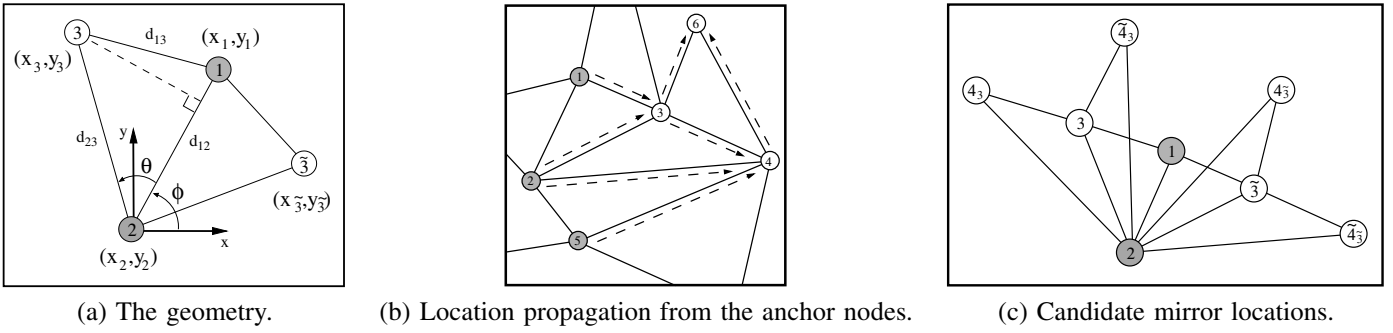 3
d₁₃
(x₁,y₁)
1
(x₃,y₃)
d₂₃
y
d₁₂
θ
ϕ
3̃
(x₃̃,y₃̃)
2
x
(x₂,y₂)
(a) The geometry.
6
1
3
2
4
5
(b) Location propagation from the anchor nodes.
4̃₃
4₃
4₃̃
3
1
3̃
4̃₃̃
2
(c) Candidate mirror locations.